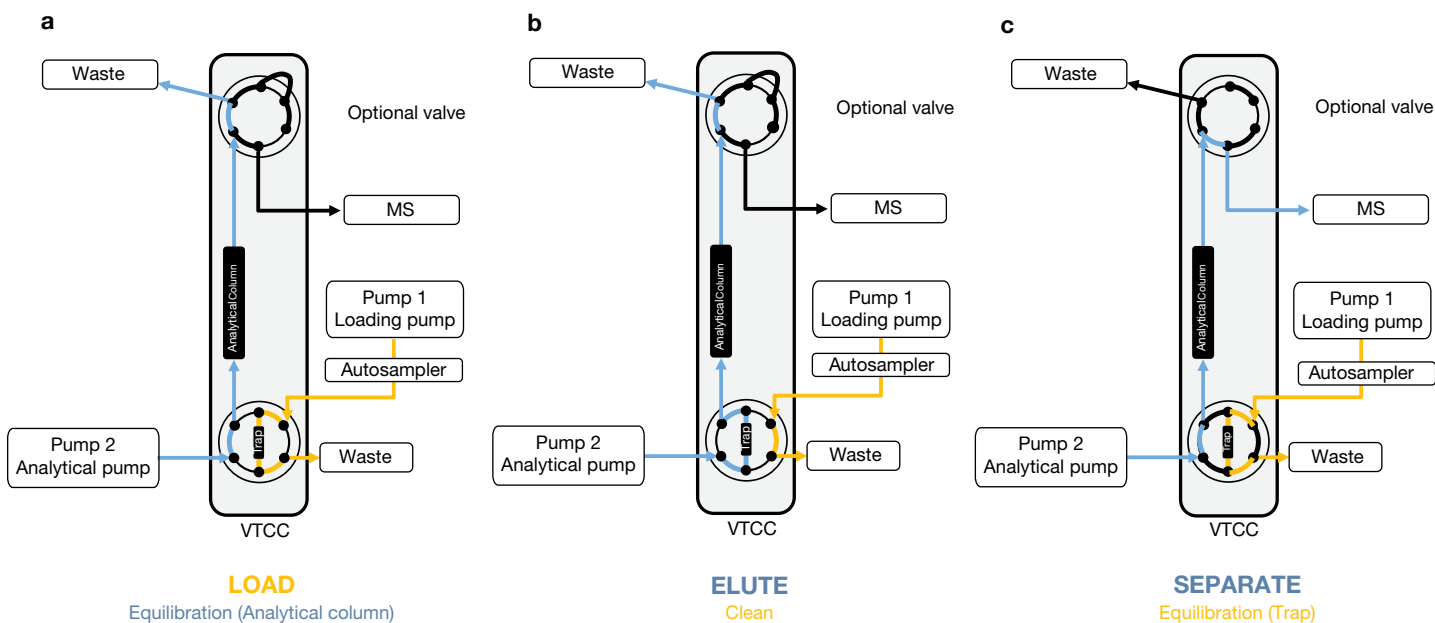 a
Waste
Optional valve
MS
AnalyticalColumn
Pump 1
Loading pump
Autosampler
Trap
Pump 2
Analytical pump
Waste
VTCC
LOAD
Equilibration (Analytical column)
b
Waste
Optional valve
MS
AnalyticalColumn
Pump 1
Loading pump
Autosampler
Trap
Pump 2
Analytical pump
Waste
VTCC
ELUTE
Clean
c
Waste
Optional valve
MS
AnalyticalColumn
Pump 1
Loading pump
Autosampler
Trap
Pump 2
Analytical pump
Waste
VTCC
SEPARATE
Equilibration (Trap)